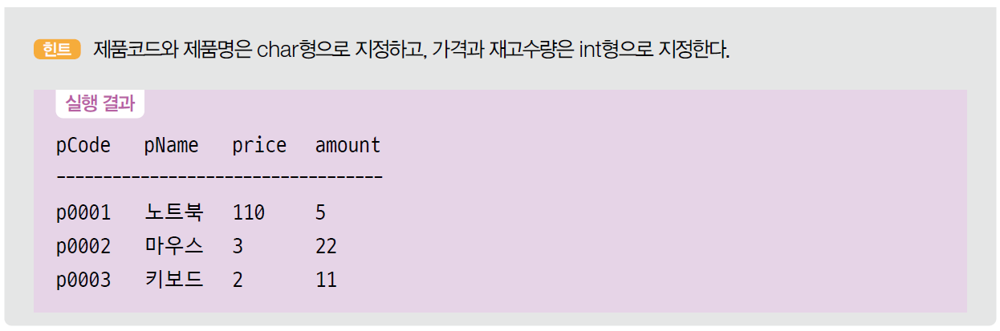 힌트 제품코드와 제품명은 char형으로 지정하고, 가격과 재고수량은 int형으로 지정한다.
실행 결과
pCode pName price amount
-----------------------------------
p0001 노트북 110 5
p0002 마우스 3 22
p0003 키보드 2 11